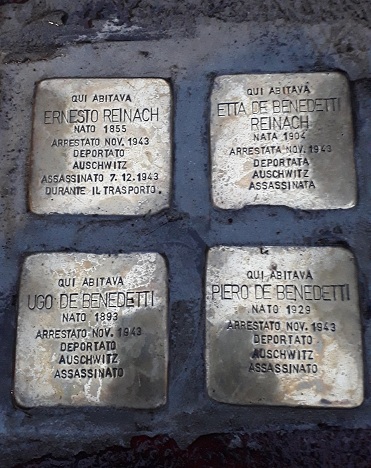 QUI ABITAVA
ERNESTO REINACH
NATO 1855
ARRESTATO NOV. 1943
DEPORTATO
AUSCHWITZ
ASSASSINATO 7.12.1943
DURANTE IL TRASPORTO.
QUI ABITAVA
ETTA DE BENEDETTI
REINACH
NATA 1904
ARRESTATA NOV. 1943
DEPORTATA
AUSCHWITZ
ASSASSINATA
QUI ABITAVA
UGO DE BENEDETTI
NATO 1893
ARRESTATO NOV. 1943
DEPORTATO
AUSCHWITZ
ASSASSINATO
QUI ABITAVA
PIERO DE BENEDETTI
NATO 1929
ARRESTATO NOV. 1943
DEPORTATO
AUSCHWITZ
ASSASSINATO